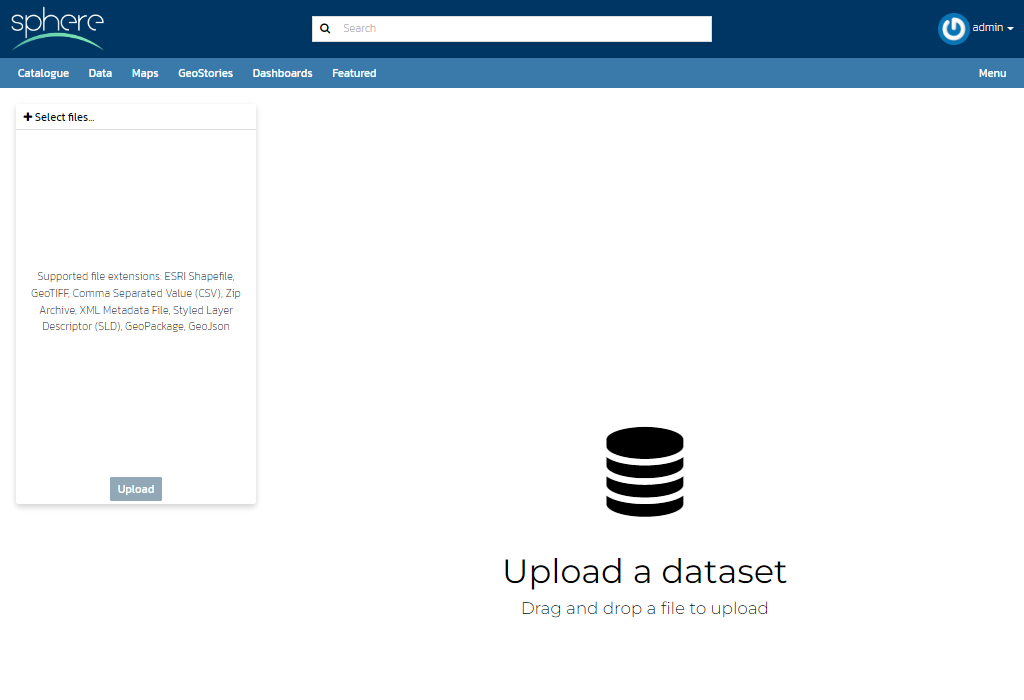 sphere
Search
admin
Catalogue Data Maps GeoStories Dashboards Featured Menu
Select files...
Supported file extensions: ESRI Shapefile,
GeoTIFF, Comma Separated Value (CSV), Zip
Archive, XML Metadata File, Styled Layer
Descriptor (SLD), GeoPackage, GeoJson
Upload
Upload a dataset
Drag and drop a file to upload